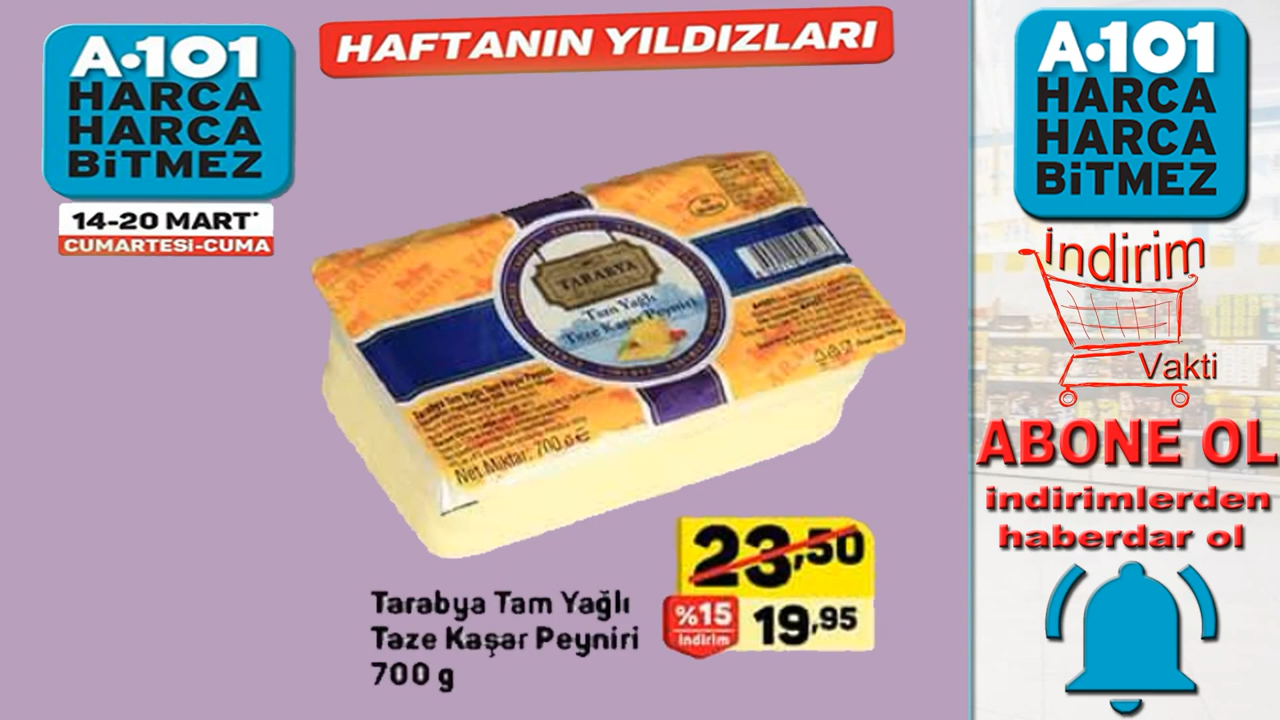 A101
HARCA
HARCA
BiTMEZ
14-20 MART*
CUMARTESi-CUMA
HAFTANIN YILDIZLARI
TARABYA
Tam Yağlı
Taze Kaşar Peyniri
Net Miktar: 700 g e
23,50
%15
indirim
19,95
Tarabya Tam Yağlı
Taze Kaşar Peyniri
700 g
A101
HARCA
HARCA
BiTMEZ
İndirim
Vakti
ABONE OL
indirimlerden
haberdar ol